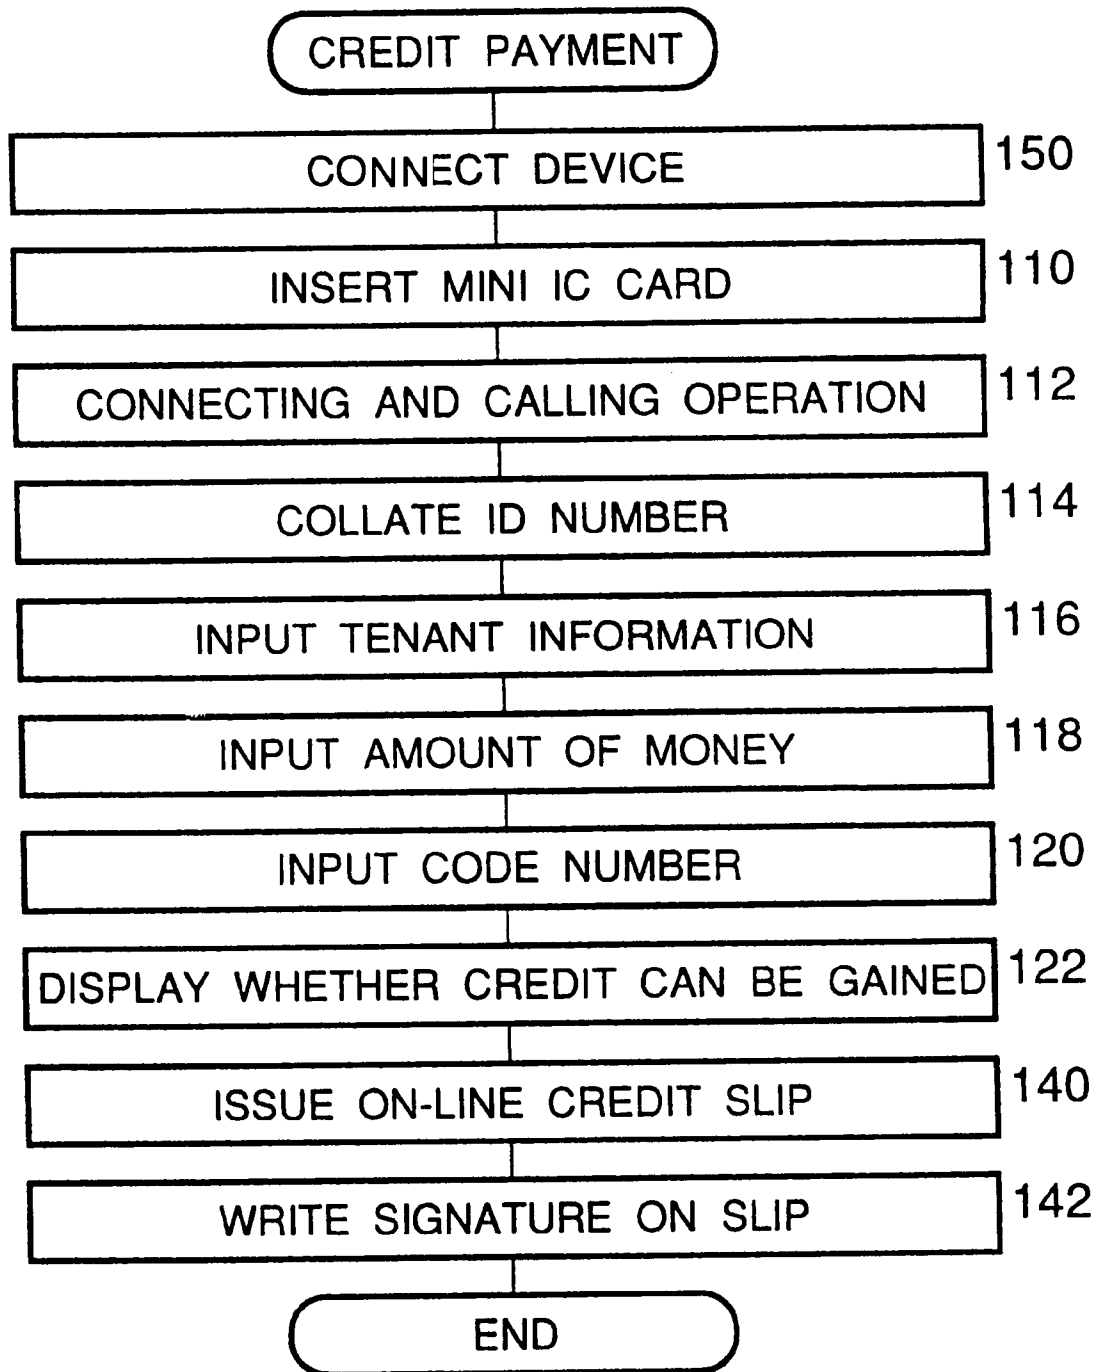 CREDIT PAYMENT
CONNECT DEVICE 150
INSERT MINI IC CARD 110
CONNECTING AND CALLING OPERATION 112
COLLATE ID NUMBER 114
INPUT TENANT INFORMATION 116
INPUT AMOUNT OF MONEY 118
INPUT CODE NUMBER 120
DISPLAY WHETHER CREDIT CAN BE GAINED 122
ISSUE ON-LINE CREDIT SLIP 140
WRITE SIGNATURE ON SLIP 142
END